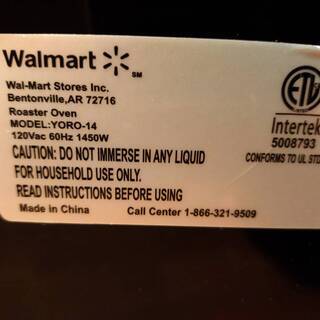 Walmart SM
Wal-Mart Stores Inc.
Bentonville,AR 72716
Roaster Oven
MODEL:YORO-14
120Vac 60Hz 1450W
CAUTION: DO NOT IMMERSE IN ANY LIQUID
FOR HOUSEHOLD USE ONLY.
READ INSTRUCTIONS BEFORE USING
Made in China Call Center 1-866-321-9509
ETL
Intertek
5008793
CONFORMS TO UL STD